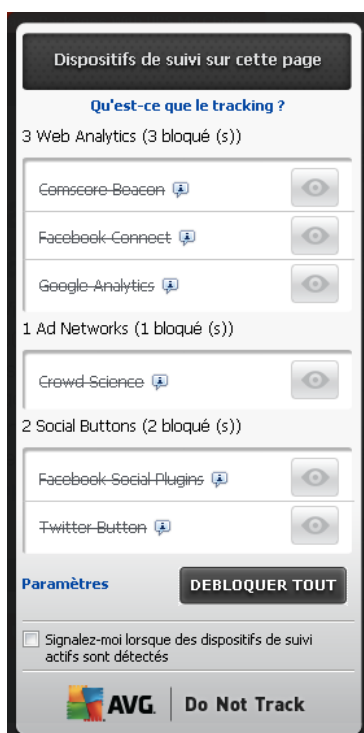 Dispositifs de suivi sur cette page
Qu'est-ce que le tracking ?
3 Web Analytics (3 bloqué (s))
Comscore Beacon
Facebook Connect
Google Analytics
1 Ad Networks (1 bloqué (s))
Crowd Science
2 Social Buttons (2 bloqué (s))
Facebook Social Plugins
Twitter Button
Paramètres DEBLOQUER TOUT
Signalez-moi lorsque des dispositifs de suivi
actifs sont détectés
AVG. Do Not Track